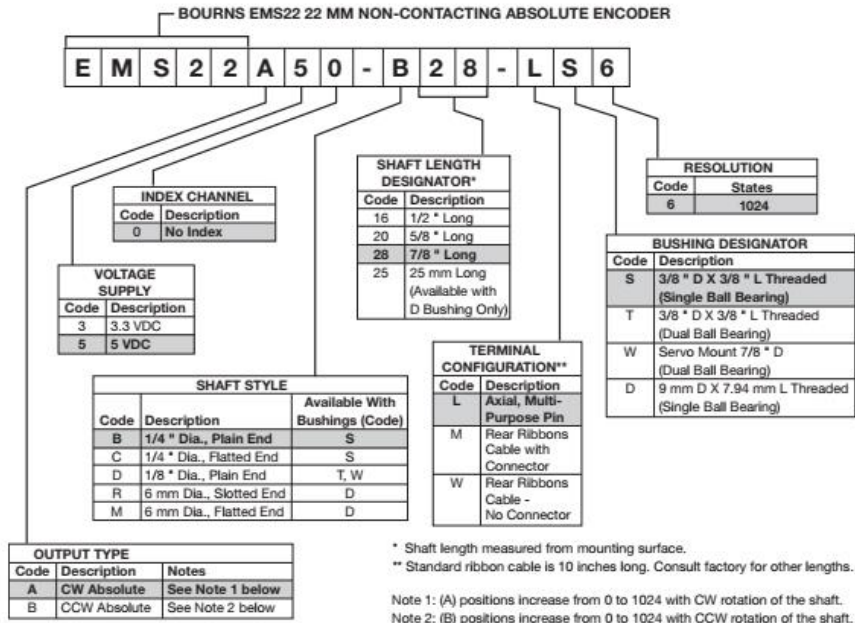 BOURNS EMS22 22 MM NON-CONTACTING ABSOLUTE ENCODER
E M S 2 2 A 5 0 - B 2 8 - L S 6
INDEX CHANNEL
Code Description
0 No Index
VOLTAGE
SUPPLY
Code Description
3 3.3 VDC
5 5 VDC
SHAFT LENGTH
DESIGNATOR*
Code Description
16 1/2 " Long
20 5/8 " Long
28 7/8 " Long
25 25 mm Long
(Available with
D Bushing Only)
RESOLUTION
Code States
6 1024
BUSHING DESIGNATOR
Code Description
S 3/8 " D X 3/8 " L Threaded
(Single Ball Bearing)
T 3/8 " D X 3/8 " L Threaded
(Dual Ball Bearing)
W Servo Mount 7/8 " D
(Dual Ball Bearing)
D 9 mm D X 7.94 mm L Threaded
(Single Ball Bearing)
SHAFT STYLE
Code Description Available With
Bushings (Code)
B 1/4 " Dia., Plain End S
C 1/4 " Dia., Flatted End S
D 1/8 " Dia., Plain End T, W
R 6 mm Dia., Slotted End D
M 6 mm Dia., Flatted End D
TERMINAL
CONFIGURATION**
Code Description
L Axial, Multi-
Purpose Pin
M Rear Ribbons
Cable with
Connector
W Rear Ribbons
Cable -
No Connector
OUTPUT TYPE
Code Description Notes
A CW Absolute See Note 1 below
B CCW Absolute See Note 2 below
* Shaft length measured from mounting surface.
** Standard ribbon cable is 10 inches long. Consult factory for other lengths.
Note 1: (A) positions increase from 0 to 1024 with CW rotation of the shaft.
Note 2: (B) positions increase from 0 to 1024 with CCW rotation of the shaft.